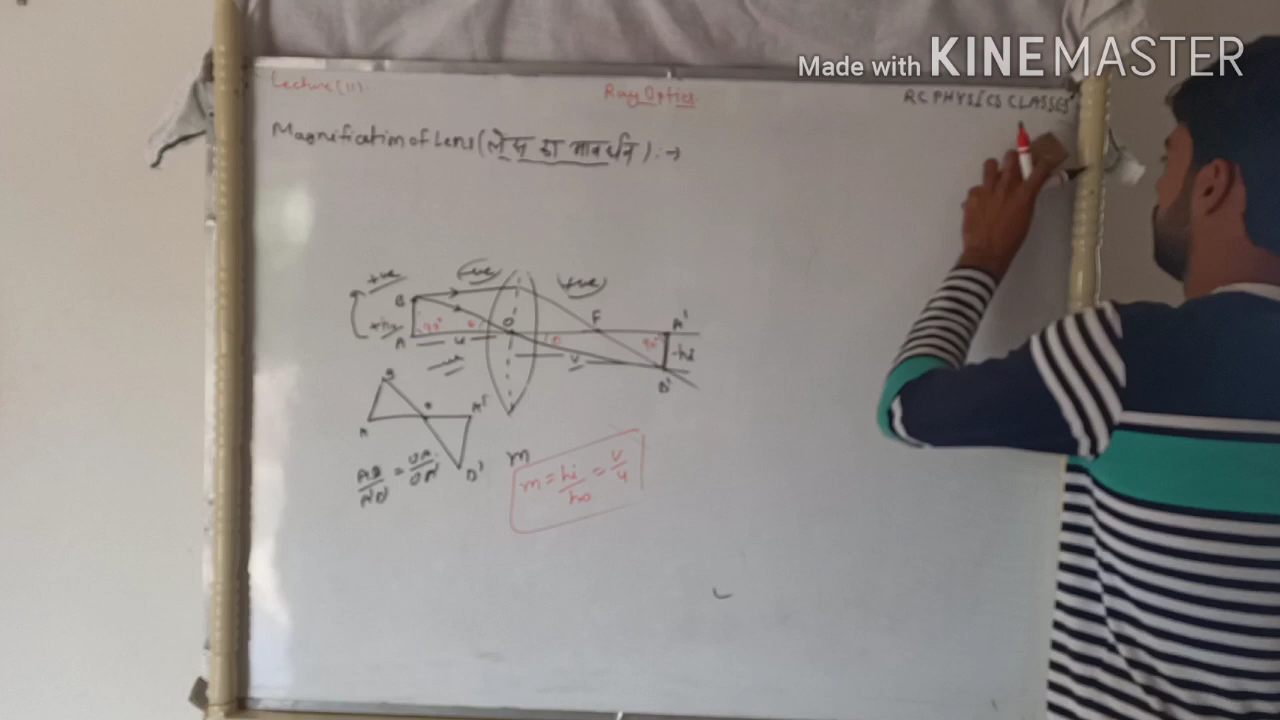 Made with KINEMASTER
Lecture (11).
Ray Optics
RC PHYSICS CLASSES
Magnification of Lens (लेंस का आवर्धन) :→
+ve
-ve
+ve
B
90°
A
u
O
F
v
90°
A'
-hi
B'
B
A
O
A'
B'
AB/A'B' = OA/OA'
m
m = hi/ho = v/u